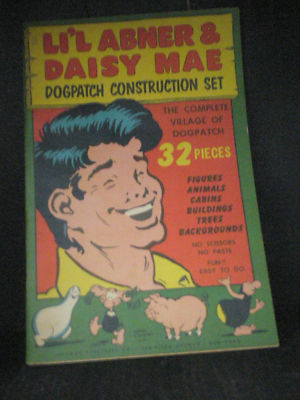 LI'L ABNER &
DAISY MAE
DOGPATCH CONSTRUCTION SET
THE COMPLETE
VILLAGE OF
DOGPATCH
32 PIECES
FIGURES
ANIMALS
CABINS
BUILDINGS
TREES
BACKGROUNDS
NO SCISSORS
NO PASTE
FUN!!
EASY TO DO